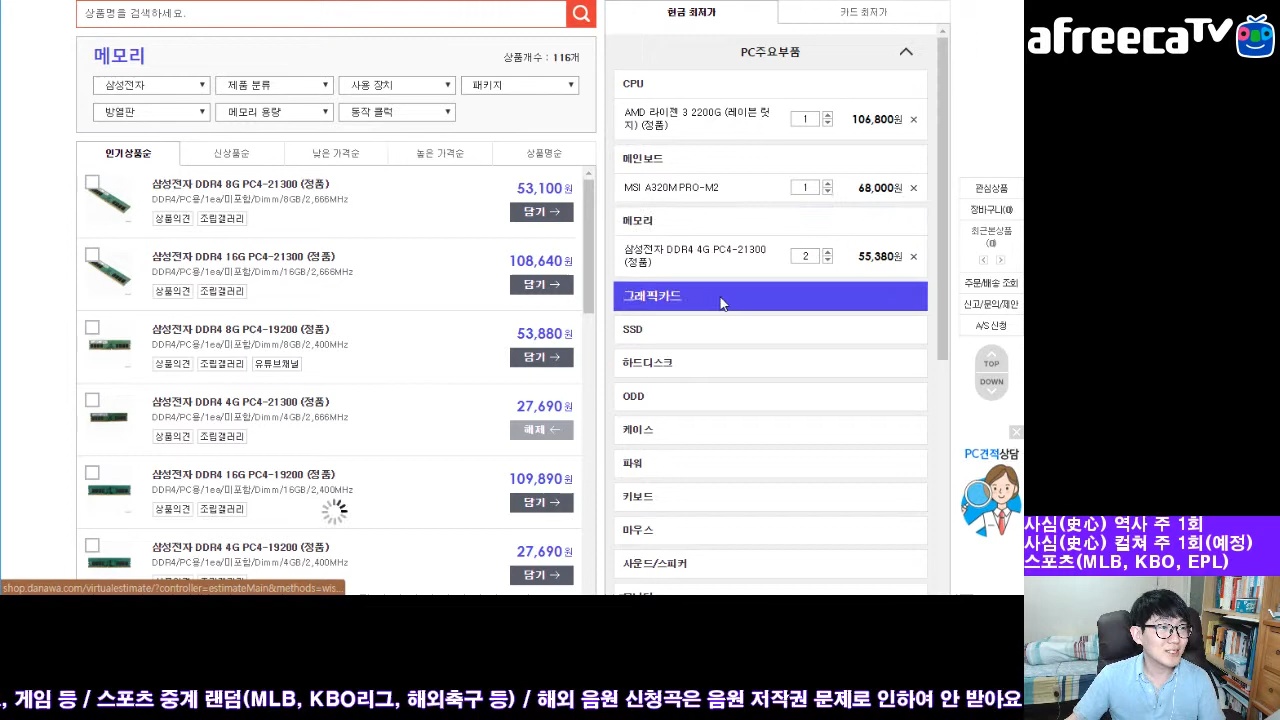 상품명을 검색하세요.
메모리
상품개수 : 116개
삼성전자
제품 분류
사용 장치
패키지
방열판
메모리 용량
동작 클럭
인기상품순
신상품순
낮은 가격순
높은 가격순
상품명순
삼성전자 DDR4 8G PC4-21300 (정품)
DDR4/PC용/1ea/미포함/Dimm/8GB/2,666MHz
상품의견
조립갤러리
53,100원
담기 →
삼성전자 DDR4 16G PC4-21300 (정품)
DDR4/PC용/1ea/미포함/Dimm/16GB/2,666MHz
상품의견
조립갤러리
108,640원
담기 →
삼성전자 DDR4 8G PC4-19200 (정품)
DDR4/PC용/1ea/미포함/Dimm/8GB/2,400MHz
상품의견
조립갤러리
유튜브채널
53,880원
담기 →
삼성전자 DDR4 4G PC4-21300 (정품)
DDR4/PC용/1ea/미포함/Dimm/4GB/2,666MHz
상품의견
조립갤러리
27,690원
해제 ←
삼성전자 DDR4 16G PC4-19200 (정품)
DDR4/PC용/1ea/미포함/Dimm/16GB/2,400MHz
상품의견
조립갤러리
109,890원
담기 →
삼성전자 DDR4 4G PC4-19200 (정품)
DDR4/PC용/1ea/미포함/Dimm/4GB/2,400MHz
27,690원
담기 →
shop.danawa.com/virtualestimate/?controller=estimateMain&methods=wis...
현금 최저가
카드 최저가
PC주요부품
CPU
AMD 라이젠 3 2200G (레이븐 릿
지) (정품)
1
106,800원 ×
메인보드
MSI A320M PRO-M2
1
68,000원 ×
메모리
삼성전자 DDR4 4G PC4-21300
(정품)
2
55,380원 ×
그래픽카드
SSD
하드디스크
ODD
케이스
파워
키보드
마우스
사운드/스피커
관심상품
장바구니(0)
최근본상품
(0)
주문/배송 조회
신고/문의/제안
A/S 신청
TOP
DOWN
PC견적상담
afreecaTV
사심(史心) 역사 주 1회
사심(史心) 컬쳐 주 1회(예정)
스포츠(MLB, KBO, EPL)
, 게임 등 / 스포츠 중계 랜덤(MLB, KBO리그, 해외축구 등) / 해외 음원 신청곡은 음원 저작권 문제로 인하여 안 받아요